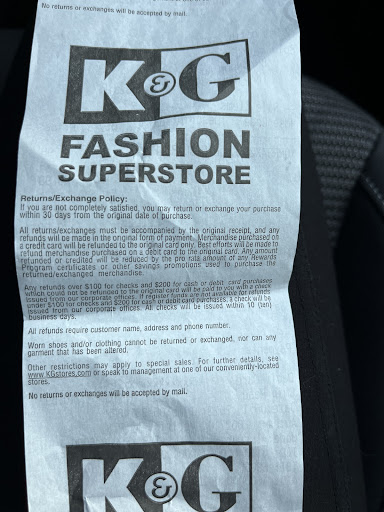 No returns or exchanges will be accepted by mail.
K&G
FASHION
SUPERSTORE
Returns/Exchange Policy:
If you are not completely satisfied, you may return or exchange your purchase
within 30 days from the original date of purchase.
All returns/exchanges must be accompanied by the original receipt, and any
refunds will be made in the original form of payment. Merchandise purchased on
a credit card will be refunded to the original card only. Best efforts will be made to
refund merchandise purchased on a debit card to the original card. Any amount
refunded or credited will be reduced by the pro rata amount of any Rewards
Program certificates or other savings promotions used to purchase the
returned/exchanged merchandise.
Any refunds over $100 for checks and $200 for cash or debit card purchases
which could not be refunded to the original card will be paid to you with a check
issued from our corporate offices. If register funds are not available for refunds
under $100 for checks and $200 for cash or debit card purchases, a check will be
issued from our corporate offices. All checks will be issued within 10 (ten)
business days.
All refunds require customer name, address and phone number.
Worn shoes and/or clothing cannot be returned or exchanged, nor can any
garment that has been altered.
Other restrictions may apply to special sales. For further details, see
www.KGstores.com or speak to management at one of our conveniently-located
stores.
No returns or exchanges will be accepted by mail.
K&G